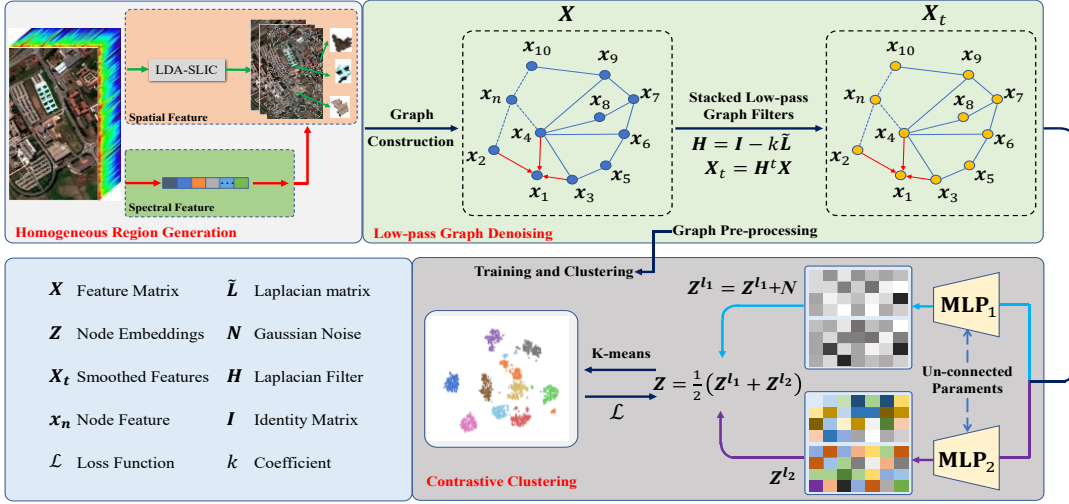 LDA-SLIC
Spatial Feature
Spectral Feature
Homogeneous Region Generation
Graph
Construction
X
x₁₀
x₉
xₙ
x₈
x₇
x₄
x₂
x₆
x₅
x₁
x₃
Low-pass Graph Denoising
Stacked Low-pass
Graph Filters
H = I − kL̃
Xₜ = HᵗX
Xₜ
x₁₀
x₉
xₙ
x₈
x₇
x₄
x₂
x₆
x₅
x₁
x₃
Graph Pre-processing
Training and Clustering
X Feature Matrix L̃ Laplacian matrix
Z Node Embeddings N Gaussian Noise
Xₜ Smoothed Features H Laplacian Filter
xₙ Node Feature I Identity Matrix
ℒ Loss Function k Coefficient
Contrastive Clustering
K-means
ℒ
Z^{l₁} = Z^{l₁}+N
Z = ½(Z^{l₁} + Z^{l₂})
Z^{l₂}
MLP₁
Un-connected
Paraments
MLP₂